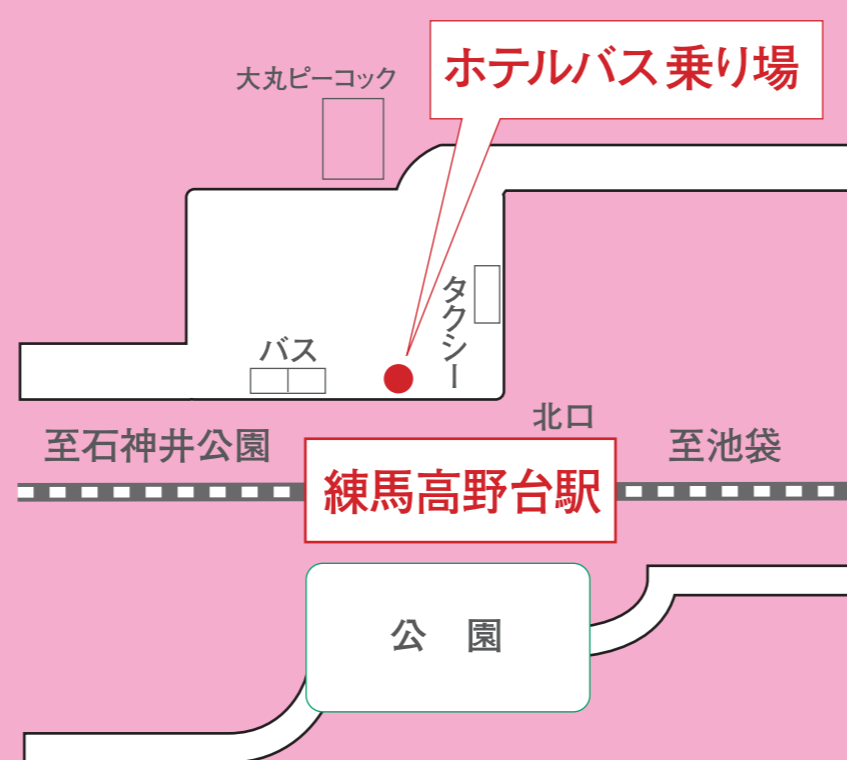 大丸ピーコック
ホテルバス 乗り場
タクシー
バス
北口
至石神井公園
練馬高野台駅
至池袋
公　園